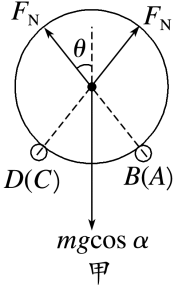 F_N F_N
θ
D(C) B(A)
mgcos α
甲